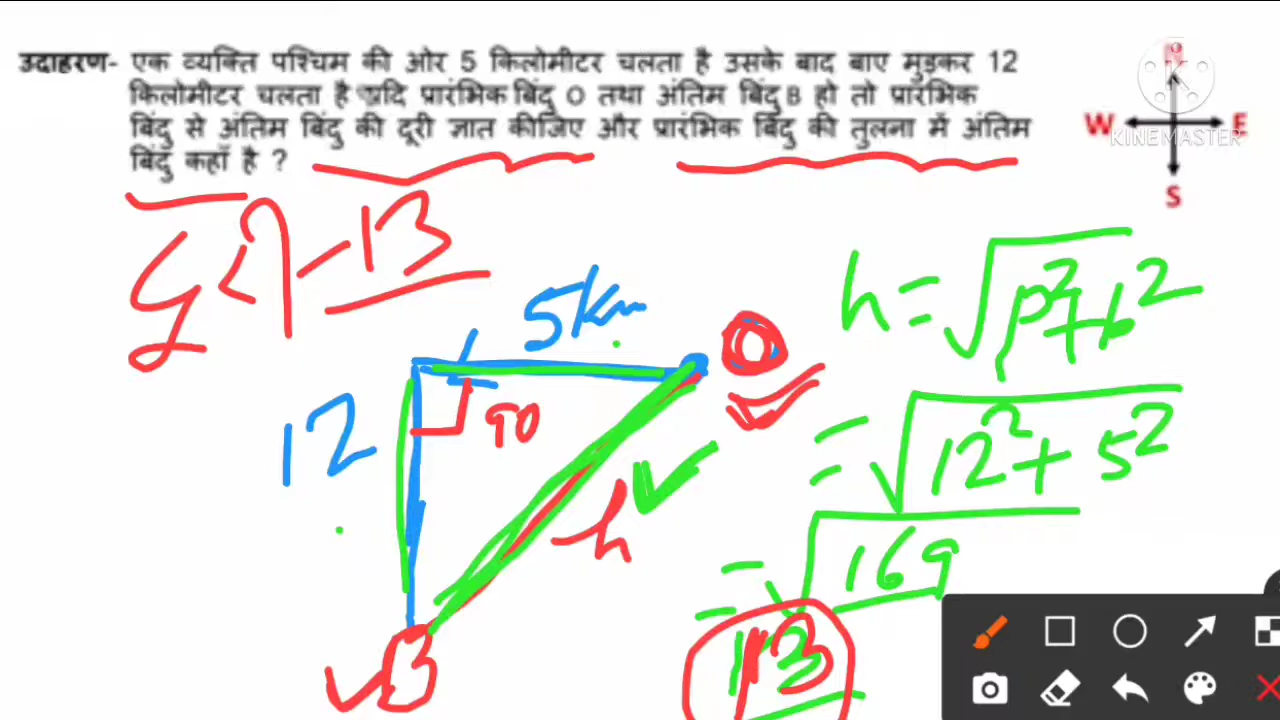 उदाहरण- एक व्यक्ति पश्चिम की ओर 5 किलोमीटर चलता है उसके बाद बाए मुड़कर 12
किलोमीटर चलता है यदि प्रारंभिक बिंदु O तथा अंतिम बिंदु B हो तो प्रारंभिक
बिंदु से अंतिम बिंदु की दूरी ज्ञात कीजिए और प्रारंभिक बिंदु की तुलना में अंतिम
बिंदु कहाँ है ?
K
KINEMASTER
W E
S
13
5km
O
h = √p²+b²
90
12
= √12² + 5²
h
= √169
= 13
B